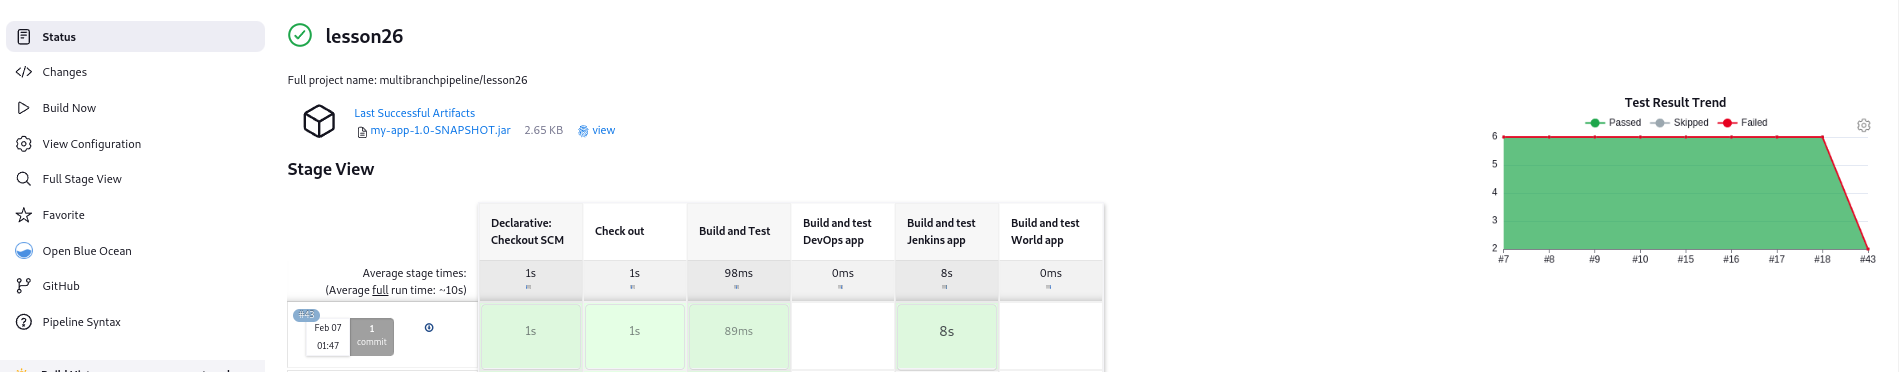 Status
Changes
Build Now
View Configuration
Full Stage View
Favorite
Open Blue Ocean
GitHub
Pipeline Syntax
lesson26
Full project name: multibranchpipeline/lesson26
Last Successful Artifacts
my-app-1.0-SNAPSHOT.jar 2.65 KB view
Stage View
Declarative: Checkout SCM
Check out
Build and Test
Build and test DevOps app
Build and test Jenkins app
Build and test World app
Average stage times:
1s 1s 98ms 0ms 8s 0ms
(Average full run time: ~10s)
#43
Feb 07
01:47
1
commit
1s 1s 89ms 8s
Test Result Trend
Passed Skipped Failed
6
5
4
3
2
#7 #8 #9 #10 #15 #16 #17 #18 #43